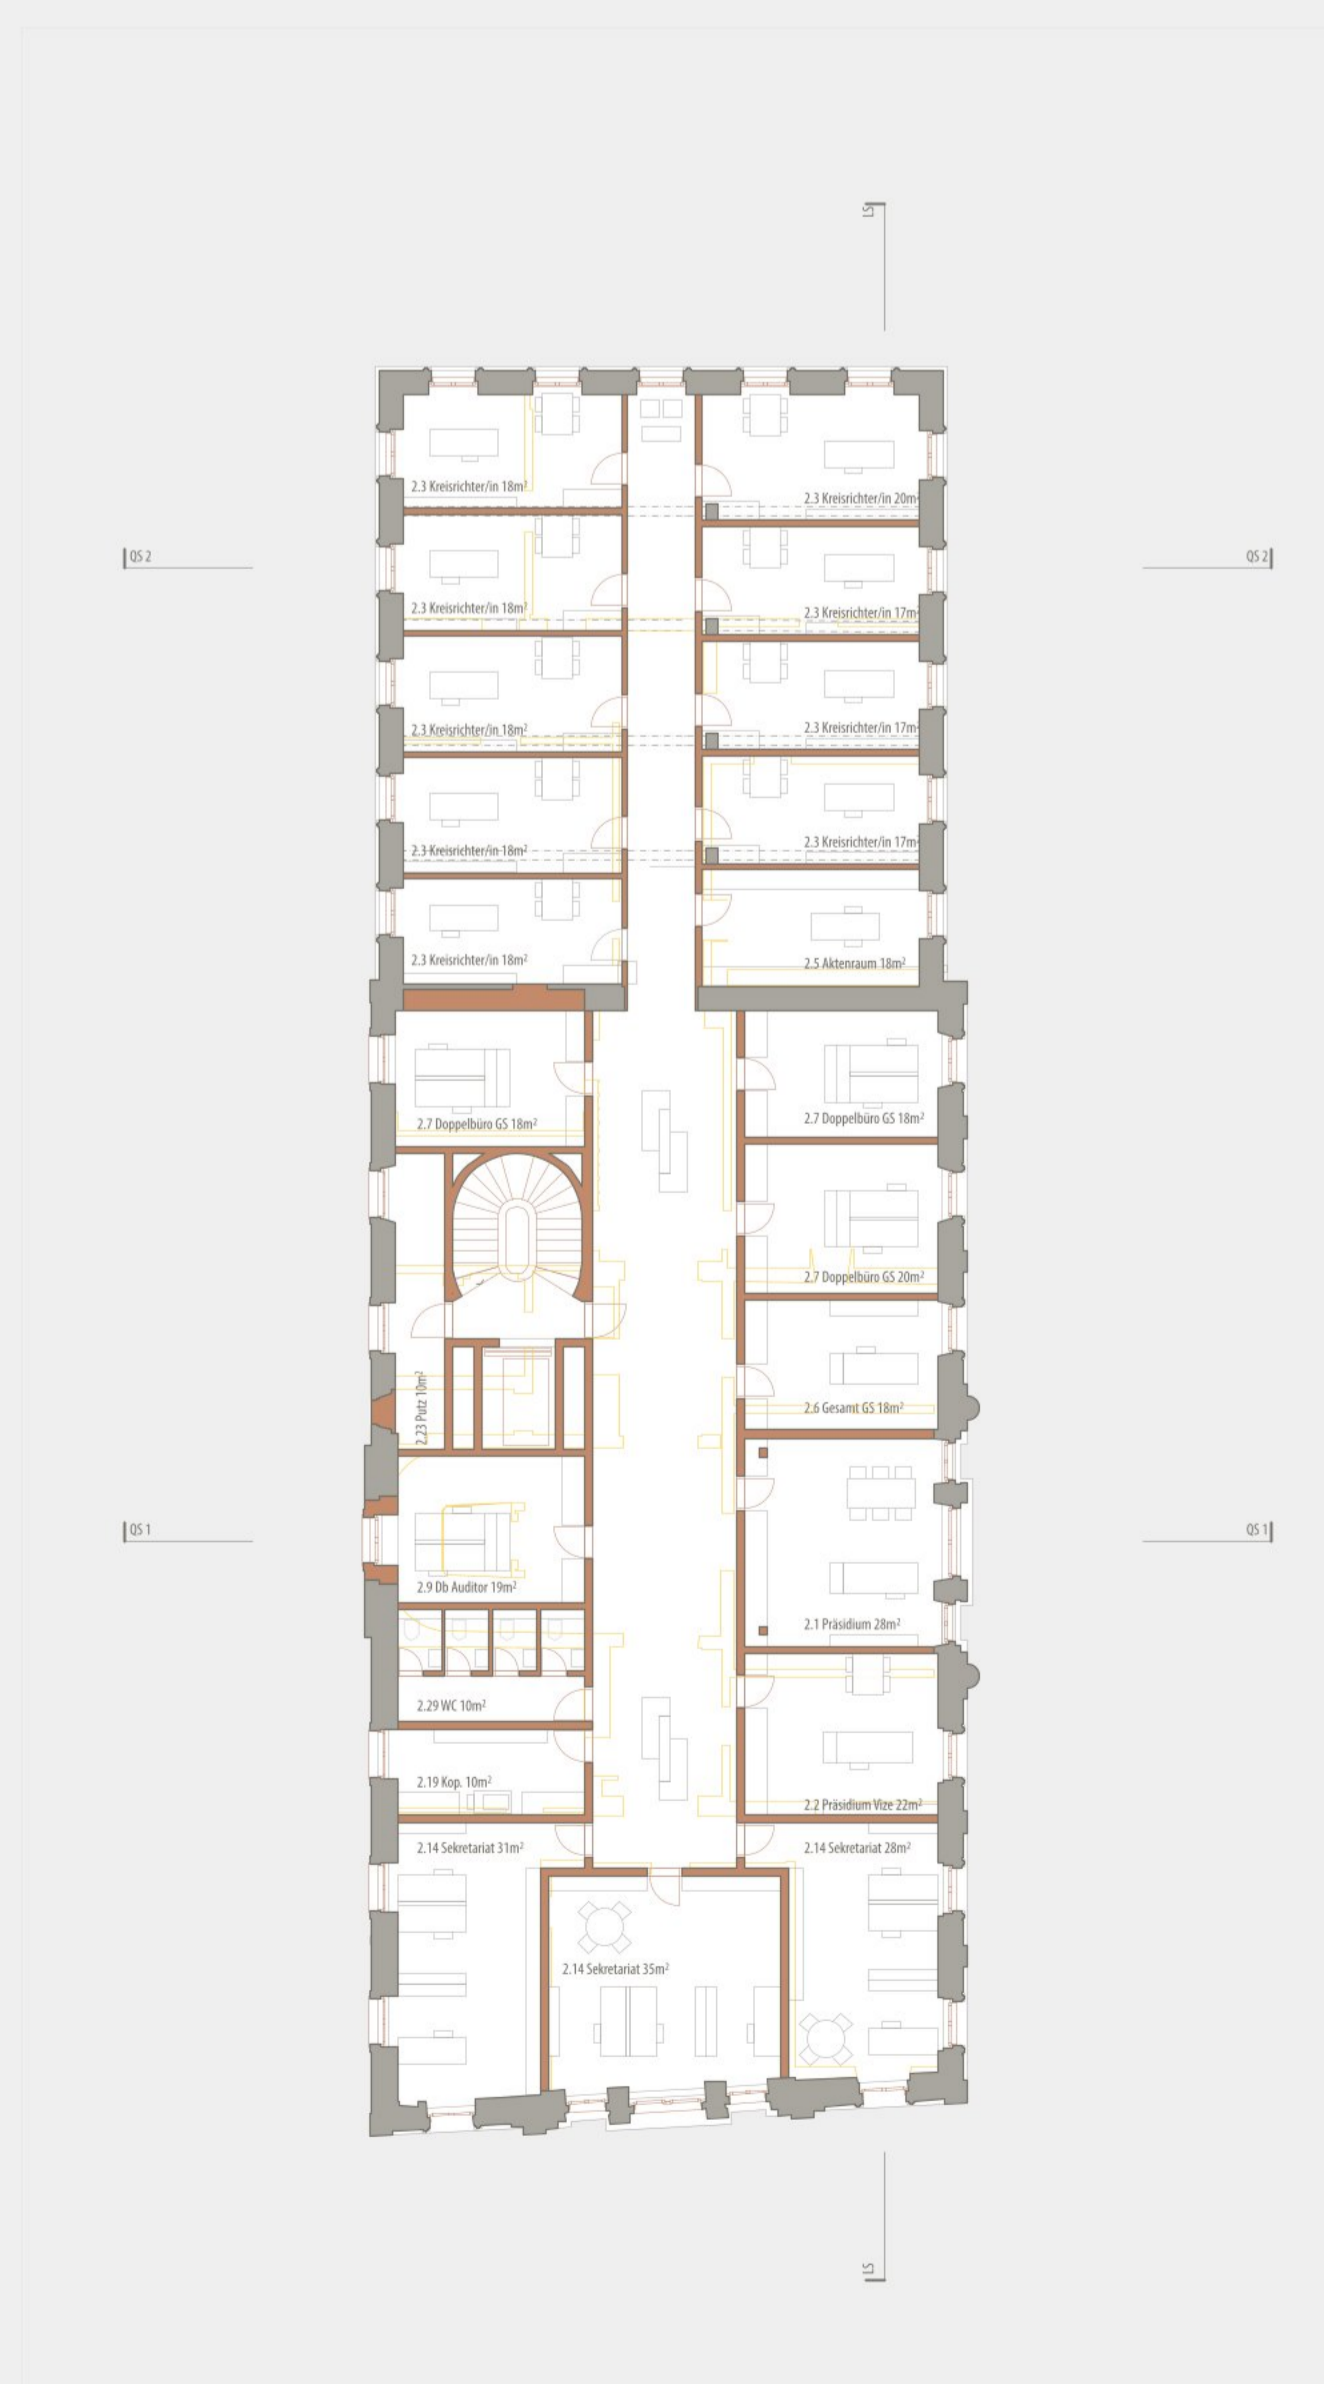 LS
2.3 Kreisrichter/in 18m²
2.3 Kreisrichter/in 20m
QS 2
QS 2
2.3 Kreisrichter/in 18m²
2.3 Kreisrichter/in 17m
2.3 Kreisrichter/in 18m²
2.3 Kreisrichter/in 17m
2.3 Kreisrichter/in 18m²
2.3 Kreisrichter/in 17m
2.3 Kreisrichter/in 18m²
2.5 Aktenraum 18m²
2.7 Doppelbüro GS 18m²
2.7 Doppelbüro GS 18m²
2.7 Doppelbüro GS 20m²
2.23 Putz 10m²
2.6 Gesamt GS 18m²
QS 1
QS 1
2.9 Db Auditor 19m²
2.1 Präsidium 28m²
2.29 WC 10m²
2.19 Kop. 10m²
2.2 Präsidium Vize 22m²
2.14 Sekretariat 31m²
2.14 Sekretariat 28m²
2.14 Sekretariat 35m²
LS